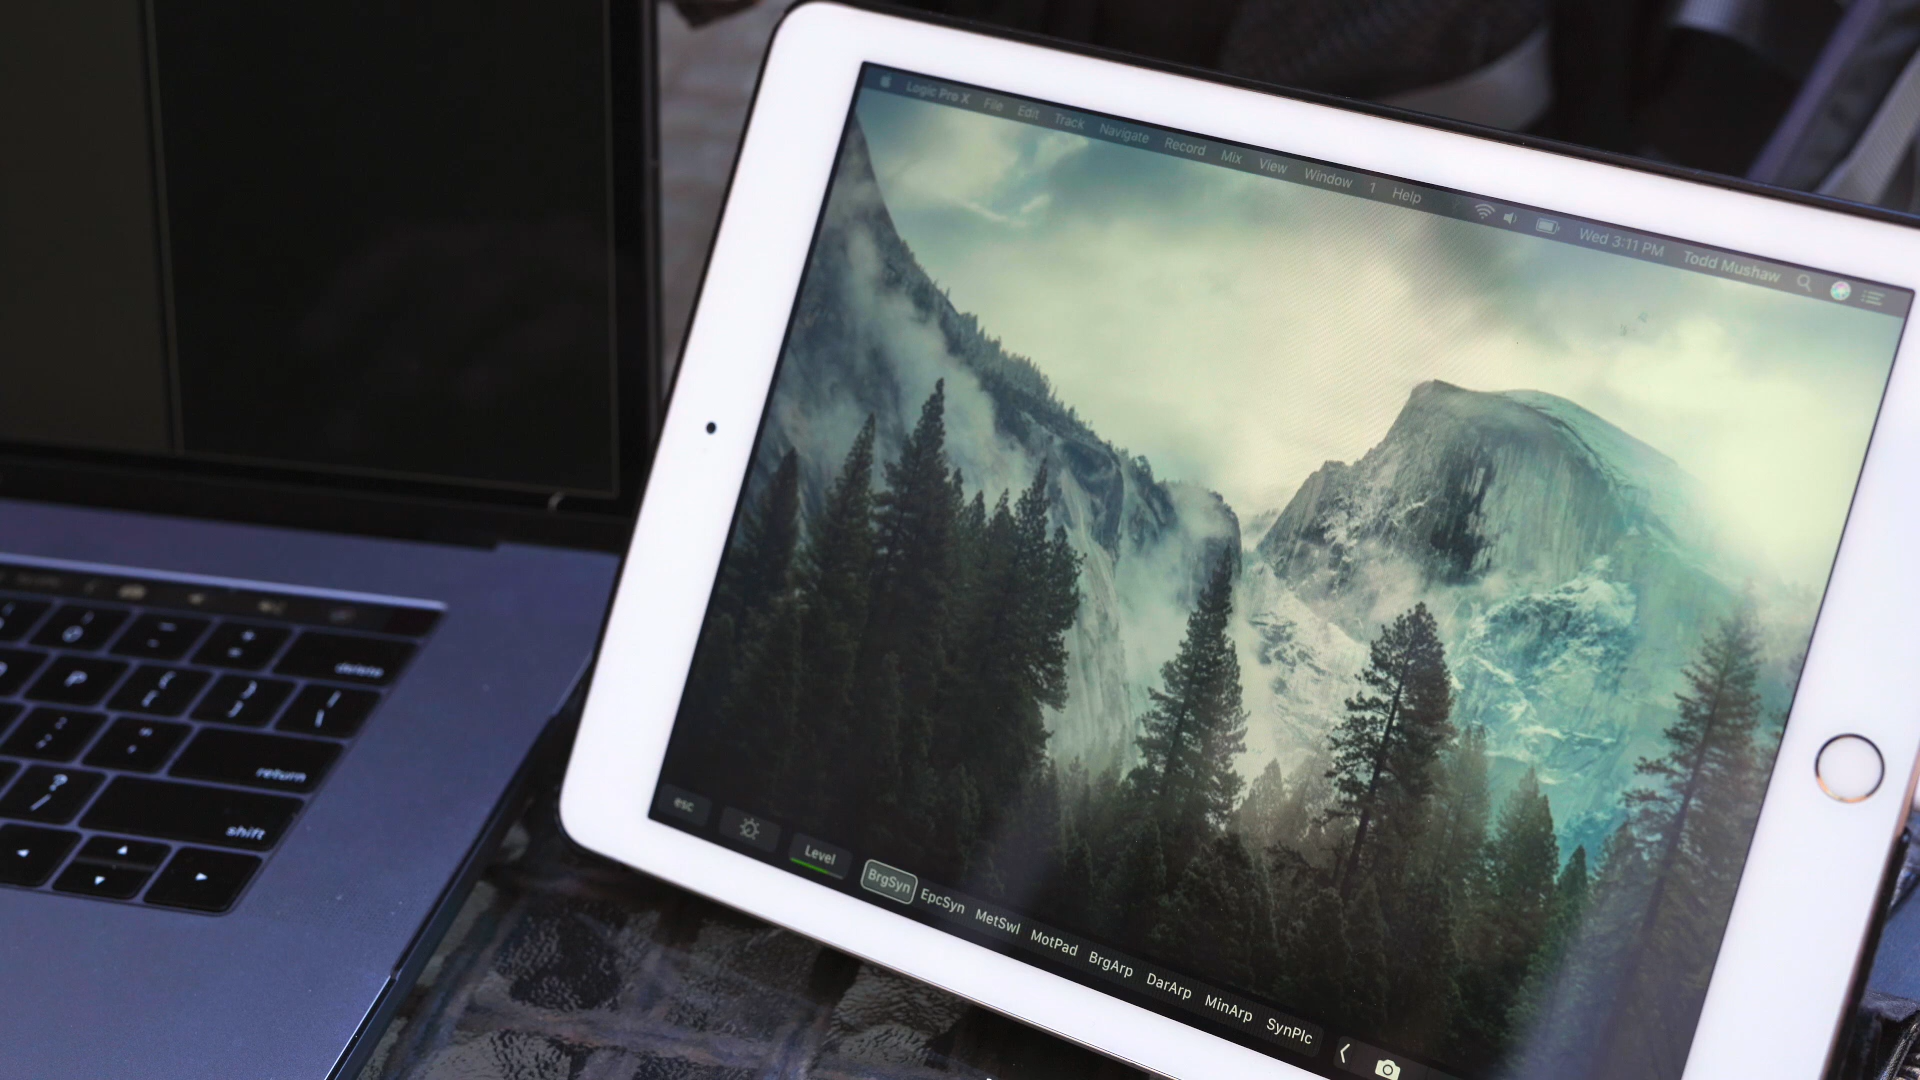 Logic Pro X File Edit Track Navigate Record Mix View Window 1 Help Wed 3:11 PM Todd Mushaw
esc Level BrgSyn EpcSyn MetSwl MotPad BrgArp DarArp MinArp SynPlc
delete
P { [ } ] | \
: ; " '
return
? /
shift